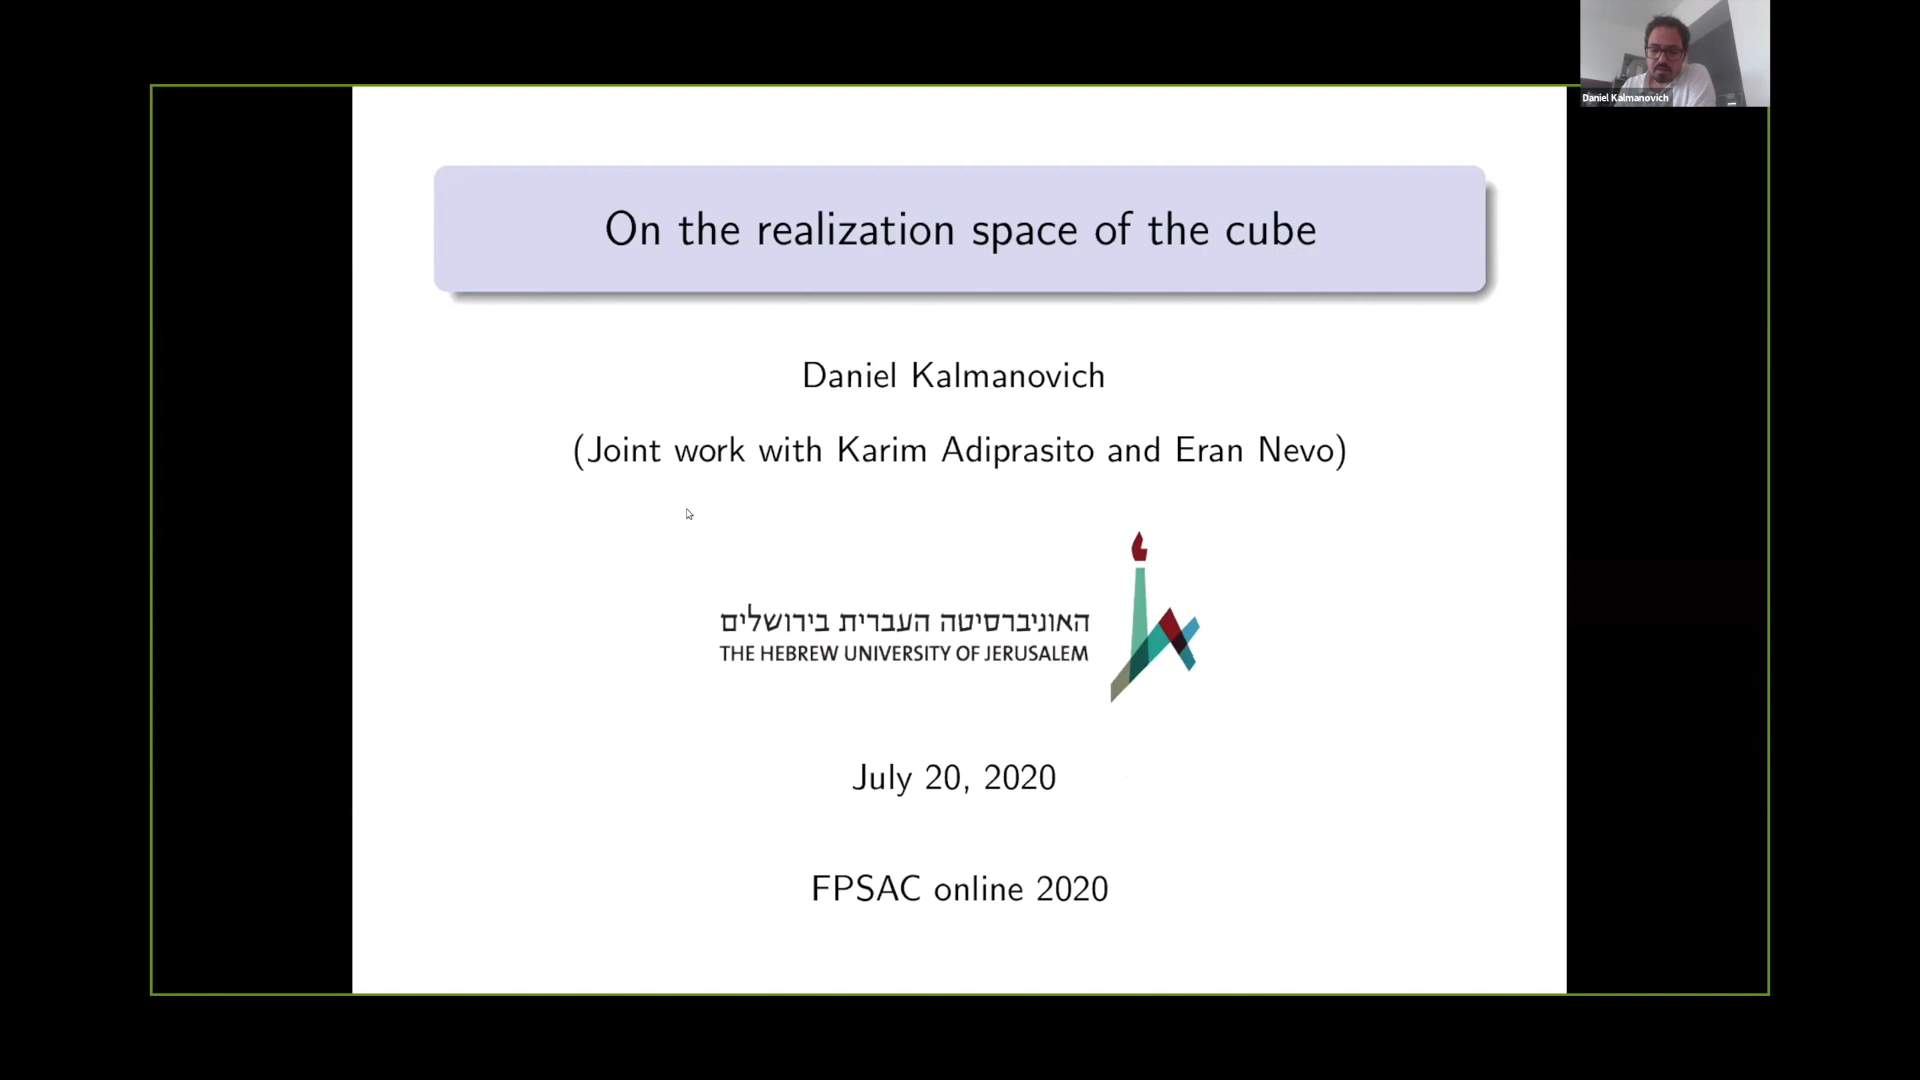 Daniel Kalmanovich
On the realization space of the cube
Daniel Kalmanovich
(Joint work with Karim Adiprasito and Eran Nevo)
האוניברסיטה העברית בירושלים
THE HEBREW UNIVERSITY OF JERUSALEM
July 20, 2020
FPSAC online 2020